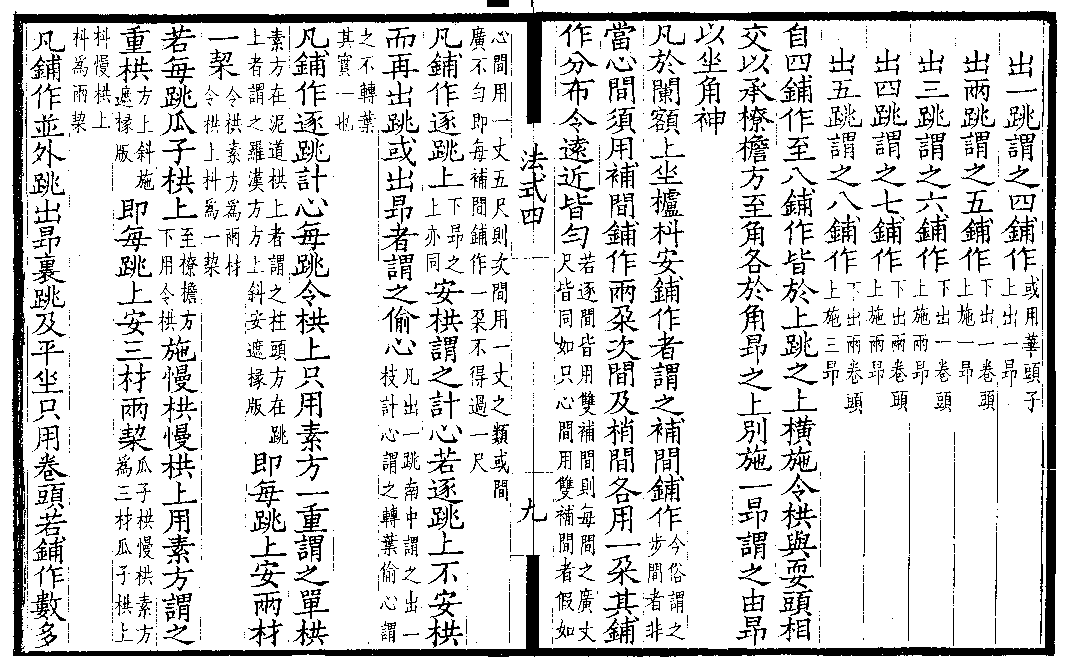 出一跳謂之四鋪作或用華頭子上出一昻
出兩跳謂之五鋪作下出一卷頭上施一昻
出三跳謂之六鋪作下出一卷頭上施兩昻
出四跳謂之七鋪作下出兩卷頭上施兩昻
出五跳謂之八鋪作下出兩卷頭上施三昻
自四鋪作至八鋪作皆於上跳之上橫施令栱與耍頭相
交以承橑檐方至角各於角昻之上別施一昻謂之由昻
以坐角神
凡於闌額上坐櫨枓安鋪作者謂之補間鋪作今俗謂之步間者非
當心間須用補間鋪作兩朶次間及梢間各用一朶其鋪
作分布令遠近皆勻若逐間皆用雙補間則每間之廣丈尺皆同如只心間用雙補間者假如
法式四 九
心間用一丈五尺則次間用一丈之類或間廣不勻即每補間鋪作一朶不得過一尺
凡鋪作逐跳上下昻之上亦同安栱謂之計心若逐跳上不安栱
而再出跳或出昻者謂之偷心凡出一跳南中謂之出一枝計心謂之轉葉偷心謂
之不轉葉其實一也
凡鋪作逐跳計心每跳令栱上只用素方一重謂之單栱
素方在泥道栱上者謂之柱頭方在跳上者謂之羅漢方方上斜安遮椽版即每跳上安兩材
一栔令栱素方爲兩材令栱上枓爲一栔
若每跳瓜子栱上至橑檐方下用令栱施慢栱慢栱上用素方謂之
重栱方上斜施遮椽版即每跳上安三材兩栔瓜子栱慢栱素方爲三材瓜子栱上
枓慢栱上枓爲兩栔
凡鋪作並外跳出昻裏跳及平坐只用卷頭若鋪作數多